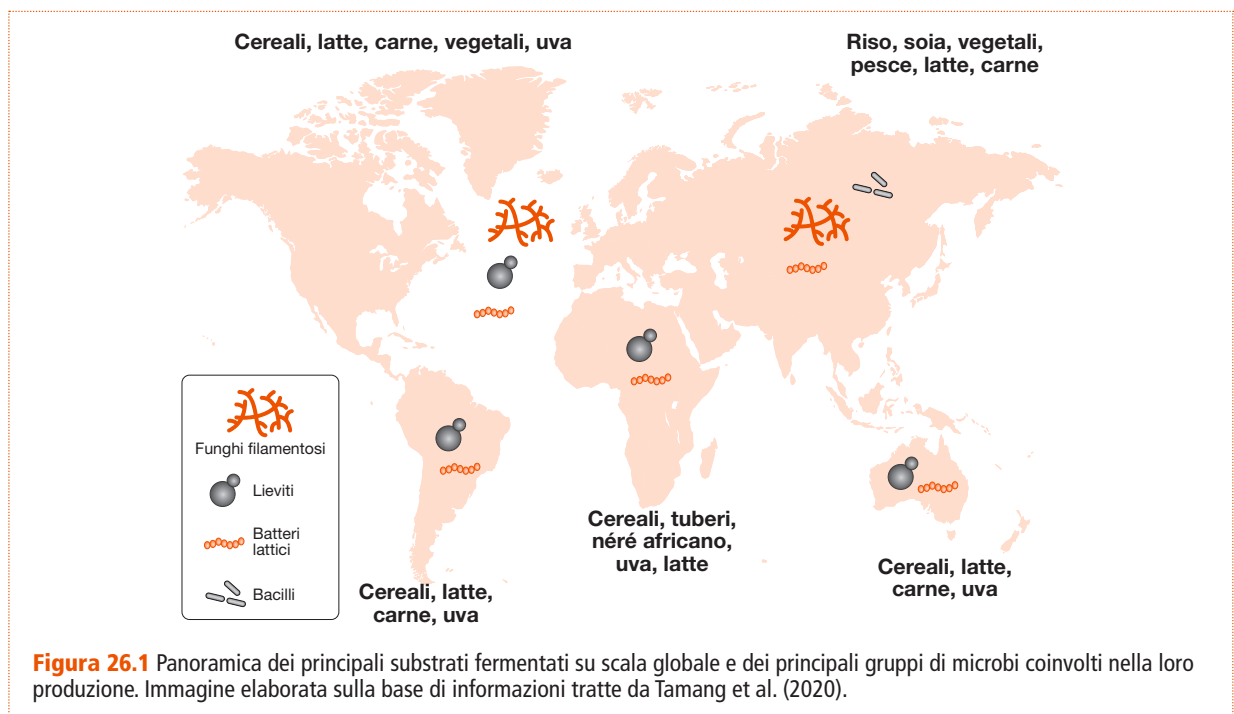 Cereali, latte, carne, vegetali, uva
Riso, soia, vegetali,
pesce, latte, carne
Funghi filamentosi
Lieviti
Batteri
lattici
Bacilli
Cereali, latte,
carne, uva
Cereali, tuberi,
néré africano,
uva, latte
Cereali, latte,
carne, uva
Figura 26.1 Panoramica dei principali substrati fermentati su scala globale e dei principali gruppi di microbi coinvolti nella loro
produzione. Immagine elaborata sulla base di informazioni tratte da Tamang et al. (2020).